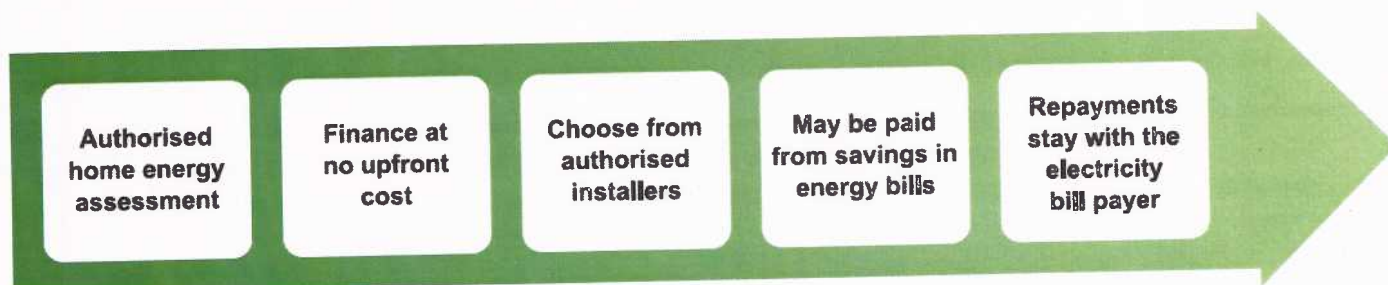 Authorised
home energy
assessment
Finance at
no upfront
cost
Choose from
authorised
installers
May be paid
from savings in
energy bills
Repayments
stay with the
electricity
bill payer